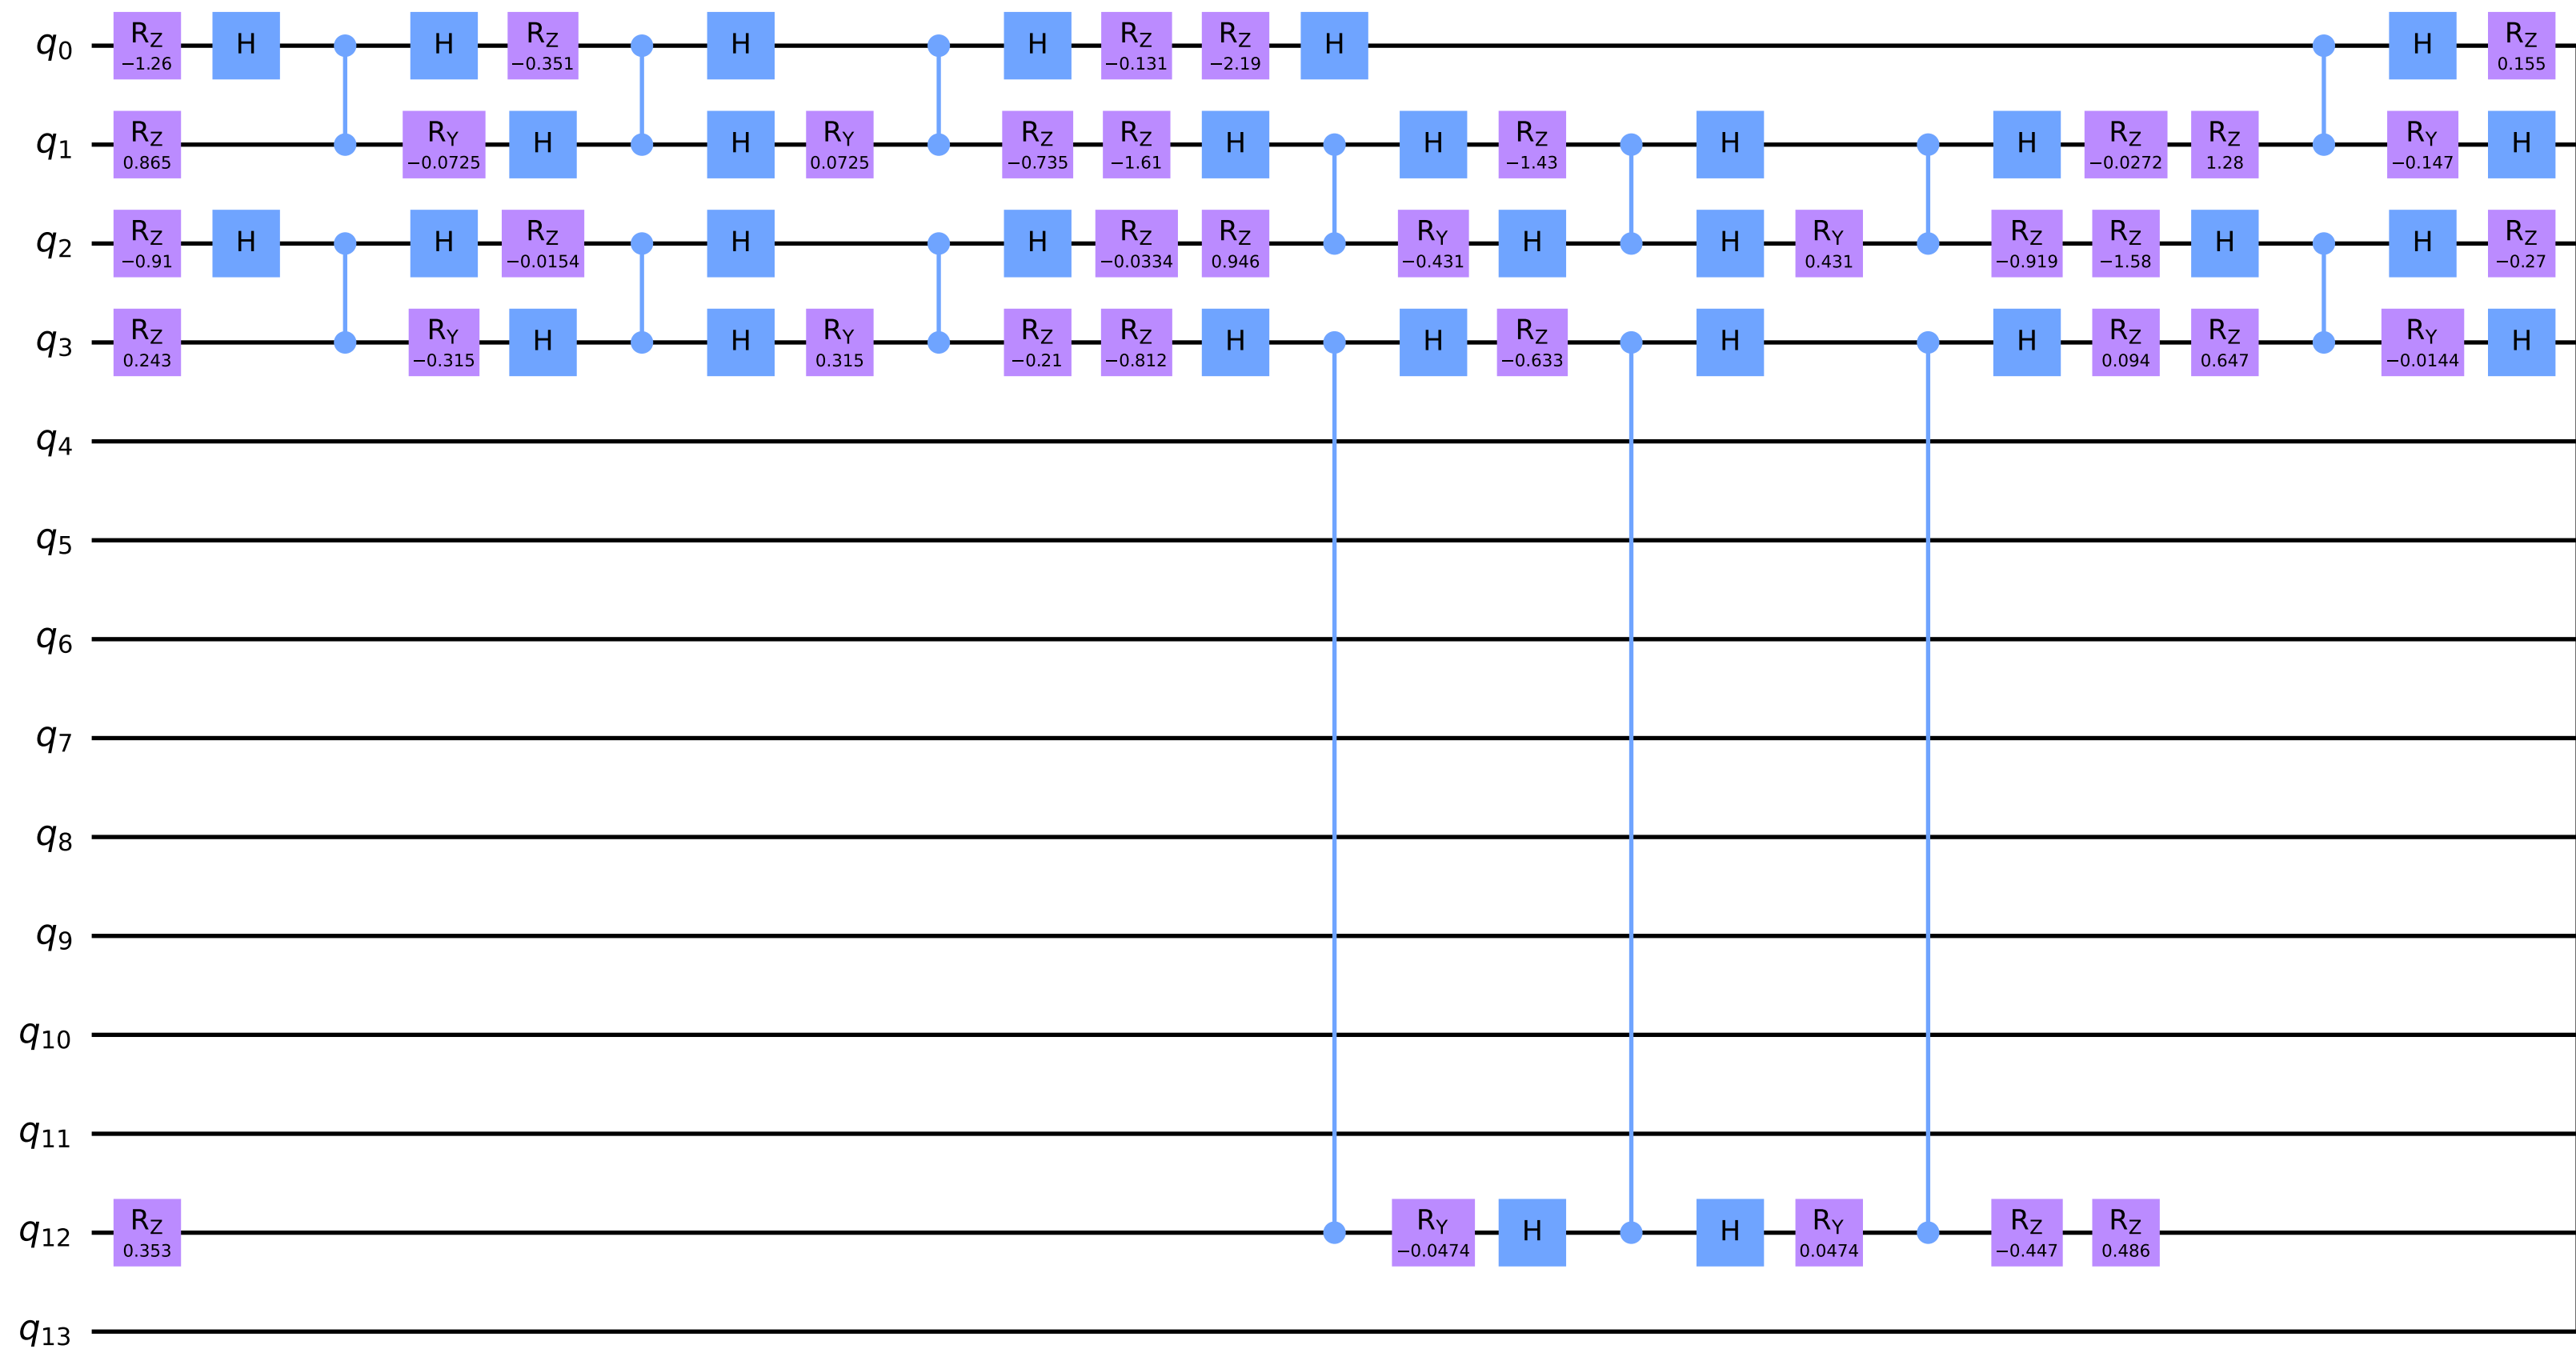 q0 RZ −1.26 H H RZ −0.351 H H RZ −0.131 RZ −2.19 H H RZ 0.155
q1 RZ 0.865 RY −0.0725 H H RY 0.0725 RZ −0.735 RZ −1.61 H H RZ −1.43 H H RZ −0.0272 RZ 1.28 RY −0.147 H
q2 RZ −0.91 H H RZ −0.0154 H H RZ −0.0334 RZ 0.946 RY −0.431 H H RY 0.431 RZ −0.919 RZ −1.58 H H RZ −0.27
q3 RZ 0.243 RY −0.315 H H RY 0.315 RZ −0.21 RZ −0.812 H H RZ −0.633 H H RZ 0.094 RZ 0.647 RY −0.0144 H
q4
q5
q6
q7
q8
q9
q10
q11
q12 RZ 0.353 RY −0.0474 H H RY 0.0474 RZ −0.447 RZ 0.486
q13